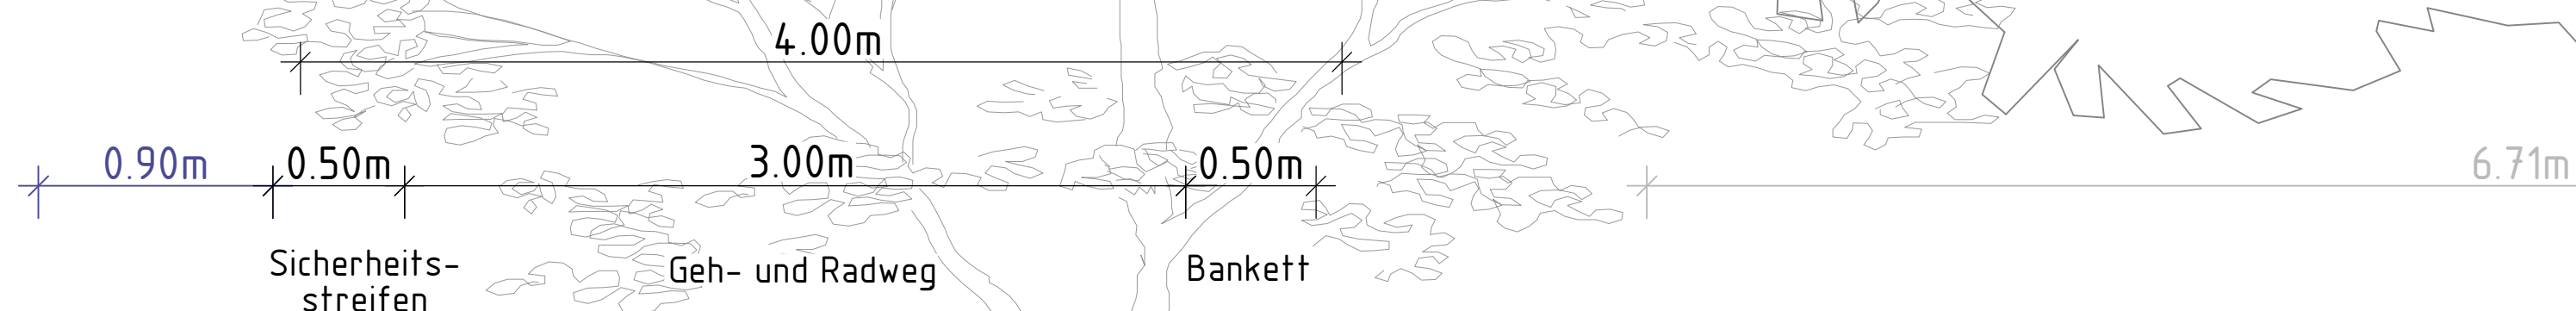 4.00m
0.90m
0.50m
3.00m
0.50m
6.71m
Sicherheits-
streifen
Geh- und Radweg
Bankett